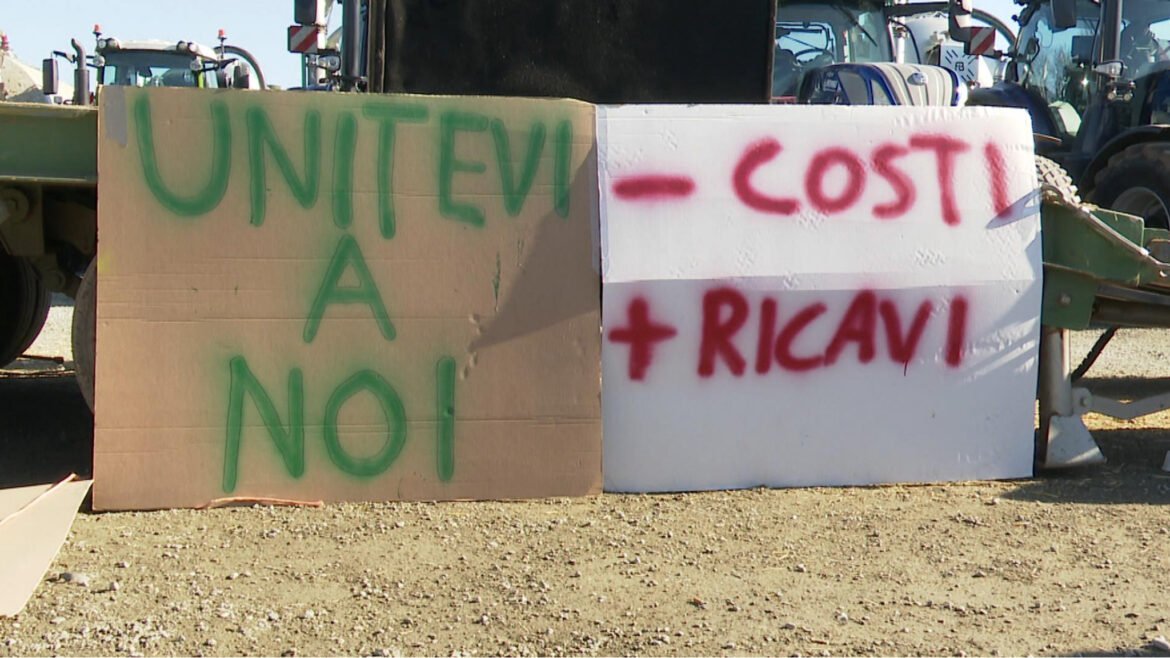 UNITEVI
A
NOI
- COSTI
+ RICAVI